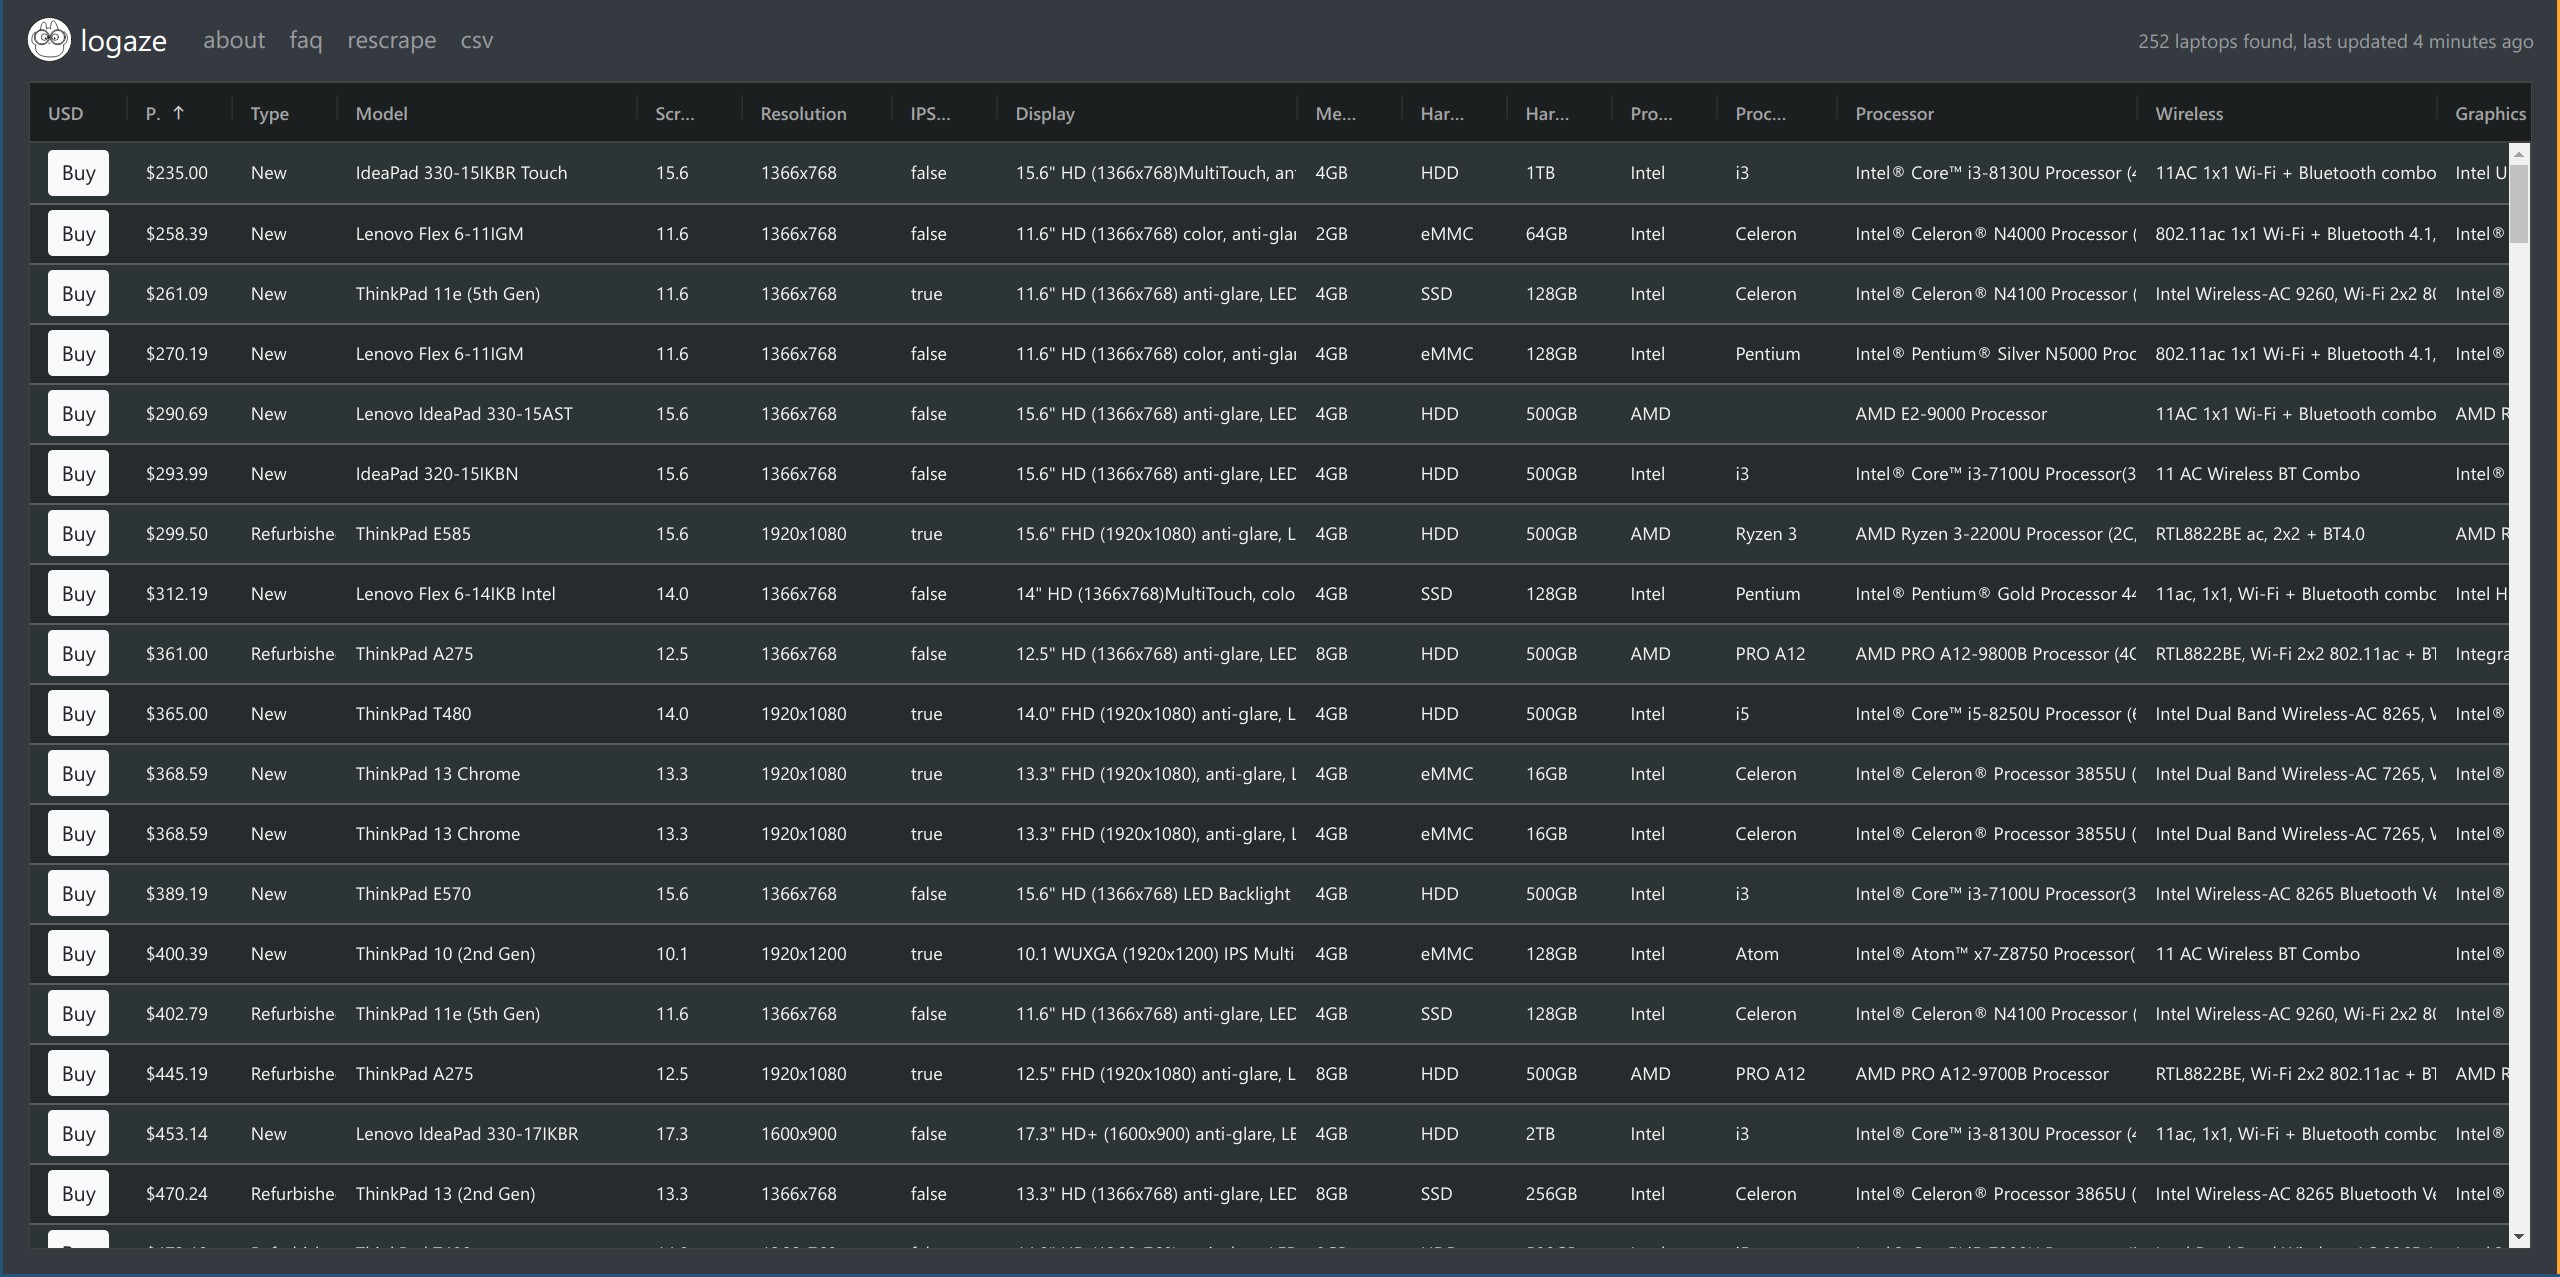 logaze about faq rescrape csv 252 laptops found, last updated 4 minutes ago
USD P. ↑ Type Model Scr... Resolution IPS... Display Me... Har... Har... Pro... Proc... Processor Wireless Graphics
Buy $235.00 New IdeaPad 330-15IKBR Touch 15.6 1366x768 false 15.6" HD (1366x768)MultiTouch, an 4GB HDD 1TB Intel i3 Intel® Core™ i3-8130U Processor ( 11AC 1x1 Wi-Fi + Bluetooth combo Intel U
Buy $258.39 New Lenovo Flex 6-11IGM 11.6 1366x768 false 11.6" HD (1366x768) color, anti-gla 2GB eMMC 64GB Intel Celeron Intel® Celeron® N4000 Processor ( 802.11ac 1x1 Wi-Fi + Bluetooth 4.1, Intel®
Buy $261.09 New ThinkPad 11e (5th Gen) 11.6 1366x768 true 11.6" HD (1366x768) anti-glare, LED 4GB SSD 128GB Intel Celeron Intel® Celeron® N4100 Processor ( Intel Wireless-AC 9260, Wi-Fi 2x2 80 Intel®
Buy $270.19 New Lenovo Flex 6-11IGM 11.6 1366x768 false 11.6" HD (1366x768) color, anti-gla 4GB eMMC 128GB Intel Pentium Intel® Pentium® Silver N5000 Proc 802.11ac 1x1 Wi-Fi + Bluetooth 4.1, Intel®
Buy $290.69 New Lenovo IdeaPad 330-15AST 15.6 1366x768 false 15.6" HD (1366x768) anti-glare, LED 4GB HDD 500GB AMD AMD E2-9000 Processor 11AC 1x1 Wi-Fi + Bluetooth combo AMD R
Buy $293.99 New IdeaPad 320-15IKBN 15.6 1366x768 false 15.6" HD (1366x768) anti-glare, LED 4GB HDD 500GB Intel i3 Intel® Core™ i3-7100U Processor(3 11 AC Wireless BT Combo Intel®
Buy $299.50 Refurbishe ThinkPad E585 15.6 1920x1080 true 15.6" FHD (1920x1080) anti-glare, L 4GB HDD 500GB AMD Ryzen 3 AMD Ryzen 3-2200U Processor (2C, RTL8822BE ac, 2x2 + BT4.0 AMD R
Buy $312.19 New Lenovo Flex 6-14IKB Intel 14.0 1366x768 false 14" HD (1366x768)MultiTouch, colo 4GB SSD 128GB Intel Pentium Intel® Pentium® Gold Processor 44 11ac, 1x1, Wi-Fi + Bluetooth combo Intel H
Buy $361.00 Refurbishe ThinkPad A275 12.5 1366x768 false 12.5" HD (1366x768) anti-glare, LED 8GB HDD 500GB AMD PRO A12 AMD PRO A12-9800B Processor (4C RTL8822BE, Wi-Fi 2x2 802.11ac + BT Integra
Buy $365.00 New ThinkPad T480 14.0 1920x1080 true 14.0" FHD (1920x1080) anti-glare, L 4GB HDD 500GB Intel i5 Intel® Core™ i5-8250U Processor (6 Intel Dual Band Wireless-AC 8265, Intel®
Buy $368.59 New ThinkPad 13 Chrome 13.3 1920x1080 true 13.3" FHD (1920x1080), anti-glare, L 4GB eMMC 16GB Intel Celeron Intel® Celeron® Processor 3855U ( Intel Dual Band Wireless-AC 7265, Intel®
Buy $368.59 New ThinkPad 13 Chrome 13.3 1920x1080 true 13.3" FHD (1920x1080), anti-glare, L 4GB eMMC 16GB Intel Celeron Intel® Celeron® Processor 3855U ( Intel Dual Band Wireless-AC 7265, Intel®
Buy $389.19 New ThinkPad E570 15.6 1366x768 false 15.6" HD (1366x768) LED Backlight 4GB HDD 500GB Intel i3 Intel® Core™ i3-7100U Processor(3 Intel Wireless-AC 8265 Bluetooth Ve Intel®
Buy $400.39 New ThinkPad 10 (2nd Gen) 10.1 1920x1200 true 10.1 WUXGA (1920x1200) IPS Multi 4GB eMMC 128GB Intel Atom Intel® Atom™ x7-Z8750 Processor( 11 AC Wireless BT Combo Intel®
Buy $402.79 Refurbishe ThinkPad 11e (5th Gen) 11.6 1366x768 false 11.6" HD (1366x768) anti-glare, LED 4GB SSD 128GB Intel Celeron Intel® Celeron® N4100 Processor ( Intel Wireless-AC 9260, Wi-Fi 2x2 80 Intel®
Buy $445.19 Refurbishe ThinkPad A275 12.5 1920x1080 true 12.5" FHD (1920x1080) anti-glare, L 8GB HDD 500GB AMD PRO A12 AMD PRO A12-9700B Processor RTL8822BE, Wi-Fi 2x2 802.11ac + BT AMD R
Buy $453.14 New Lenovo IdeaPad 330-17IKBR 17.3 1600x900 false 17.3" HD+ (1600x900) anti-glare, LE 4GB HDD 2TB Intel i3 Intel® Core™ i3-8130U Processor ( 11ac, 1x1, Wi-Fi + Bluetooth combo Intel®
Buy $470.24 Refurbishe ThinkPad 13 (2nd Gen) 13.3 1366x768 false 13.3" HD (1366x768) anti-glare, LED 8GB SSD 256GB Intel Celeron Intel® Celeron® Processor 3865U ( Intel Wireless-AC 8265 Bluetooth Ve Intel®